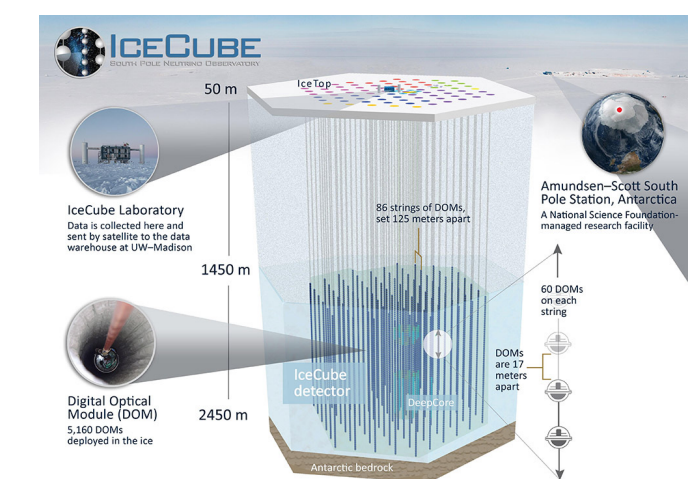 ICECUBE
SOUTH POLE NEUTRINO OBSERVATORY
IceTop
50 m
IceCube Laboratory
Data is collected here and
sent by satellite to the data
warehouse at UW–Madison
86 strings of DOMs,
set 125 meters apart
Amundsen–Scott South
Pole Station, Antarctica
A National Science Foundation-
managed research facility
1450 m
60 DOMs
on each
string
DOMs
are 17
meters
apart
IceCube
detector
DeepCore
Digital Optical
Module (DOM)
5,160 DOMs
deployed in the ice
2450 m
Antarctic bedrock